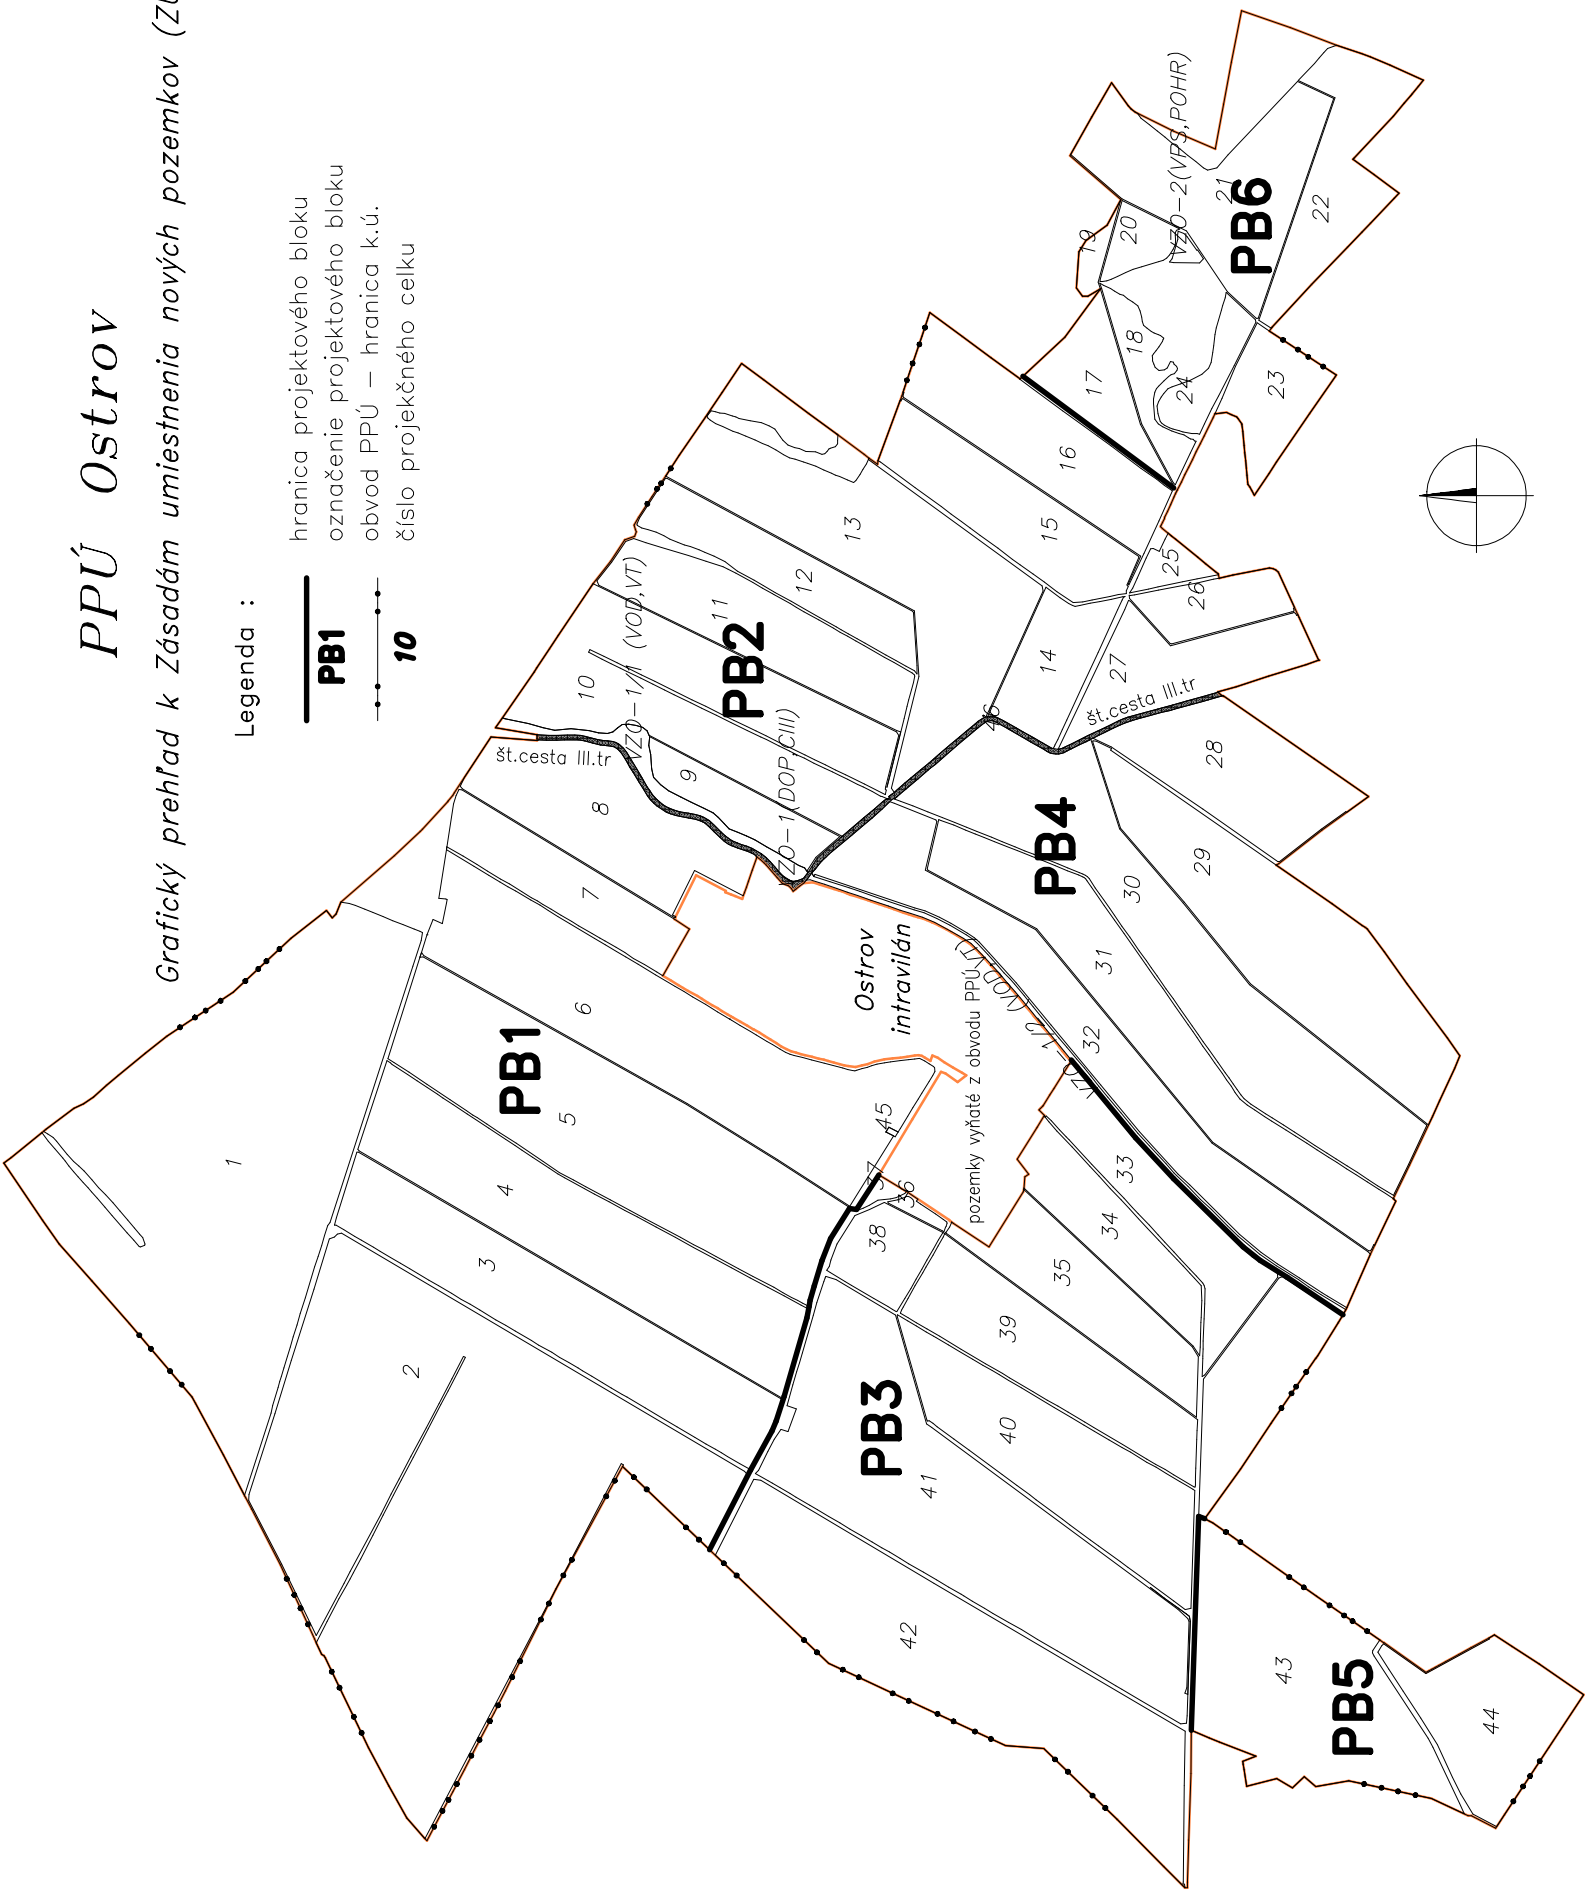 PPÚ Ostrov
Grafický prehľad k Zásadám umiestnenia nových pozemkov
Legenda :
hranica projektového bloku
PB1 označenie projektového bloku
obvod PPÚ – hranica k.ú.
10 číslo projekčného celku
PB1
PB2
PB3
PB4
PB5
PB6
1
2
3
4
5
6
7
8
9
10
11
12
13
14
15
16
17
18
19
20
21
22
23
24
25
26
27
28
29
30
31
32
33
34
35
36
37
38
39
40
41
42
43
44
45
46
št.cesta III.tr
št.cesta III.tr
VZO-1/1 (VOD,VT)
VZO-1 (DOP,CIII)
VZO-2(VPS,POHR)
(VOD,VT)
Ostrov
intravilán
pozemky vyňaté z obvodu PPÚ